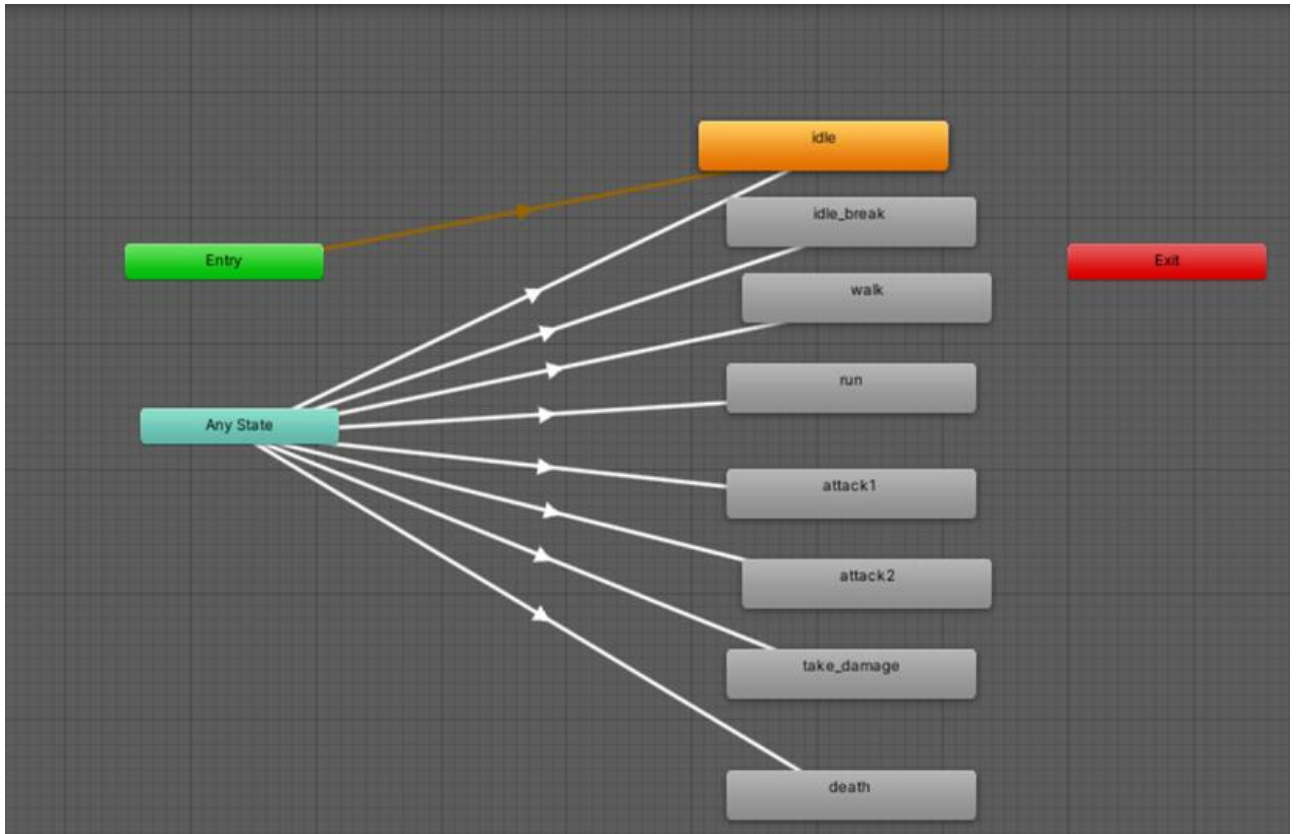 idle
idle_break
Entry
Exit
walk
run
Any State
attack1
attack2
take_damage
death